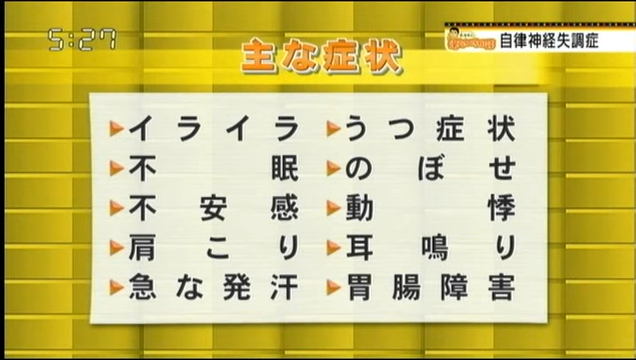 5:27
自律神経失調症
主な症状
▶イライラ ▶うつ症状
▶不眠 ▶のぼせ
▶不安感 ▶動悸
▶肩こり ▶耳鳴り
▶急な発汗 ▶胃腸障害